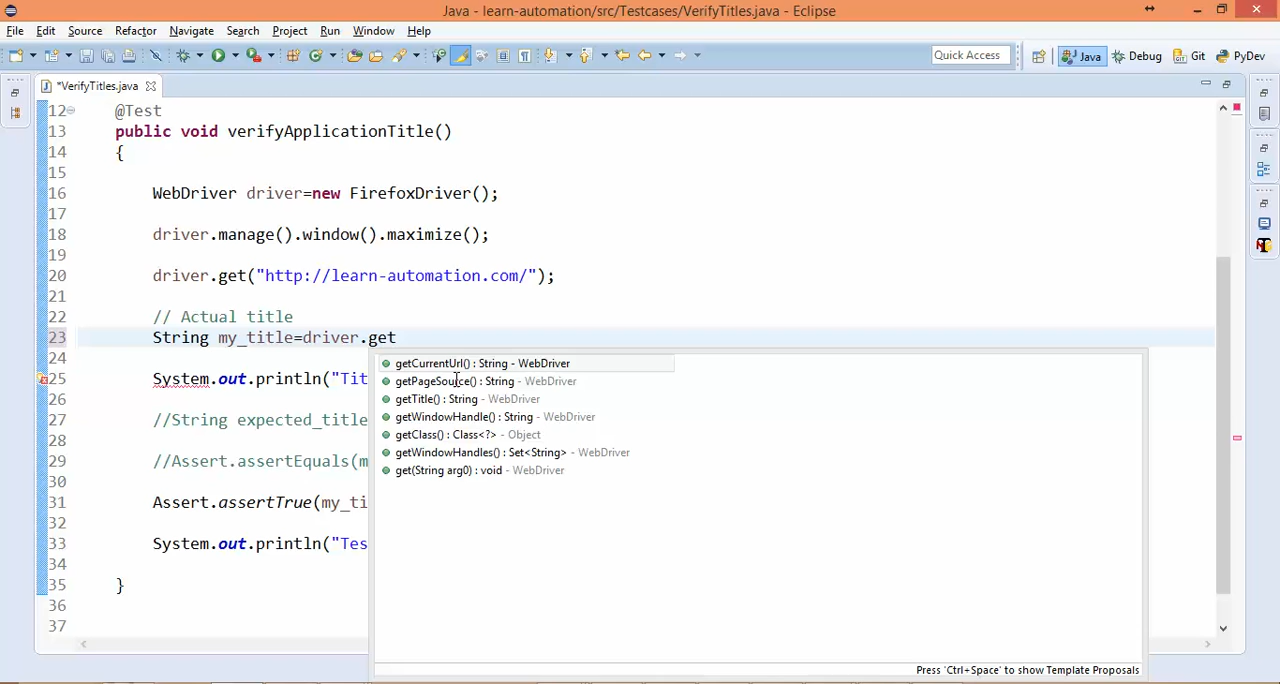 Java - learn-automation/src/Testcases/VerifyTitles.java - Eclipse
File Edit Source Refactor Navigate Search Project Run Window Help
Quick Access Java Debug Git PyDev
*VerifyTitles.java
12 @Test
13 public void verifyApplicationTitle()
14 {
15
16 WebDriver driver=new FirefoxDriver();
17
18 driver.manage().window().maximize();
19
20 driver.get("http://learn-automation.com/");
21
22 // Actual title
23 String my_title=driver.get
24
getCurrentUrl() : String - WebDriver
25 System.out.println("Tit
getPageSource() : String - WebDriver
26
getTitle() : String - WebDriver
27 //String expected_title
getWindowHandle() : String - WebDriver
28
getClass() : Class<?> - Object
29 //Assert.assertEquals(m
getWindowHandles() : Set<String> - WebDriver
30
get(String arg0) : void - WebDriver
31 Assert.assertTrue(my_ti
32
33 System.out.println("Tes
34
35 }
36
37
Press 'Ctrl+Space' to show Template Proposals